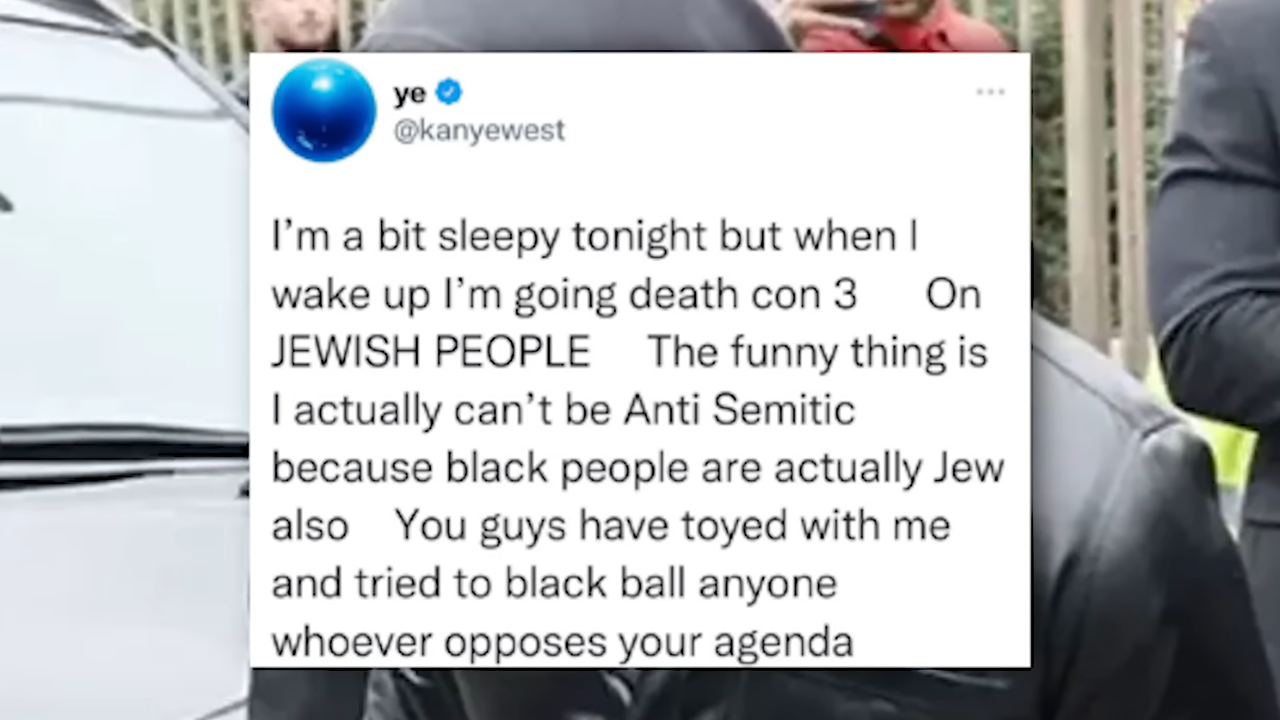 ye
@kanyewest
I'm a bit sleepy tonight but when I
wake up I'm going death con 3 On
JEWISH PEOPLE The funny thing is
I actually can't be Anti Semitic
because black people are actually Jew
also You guys have toyed with me
and tried to black ball anyone
whoever opposes your agenda